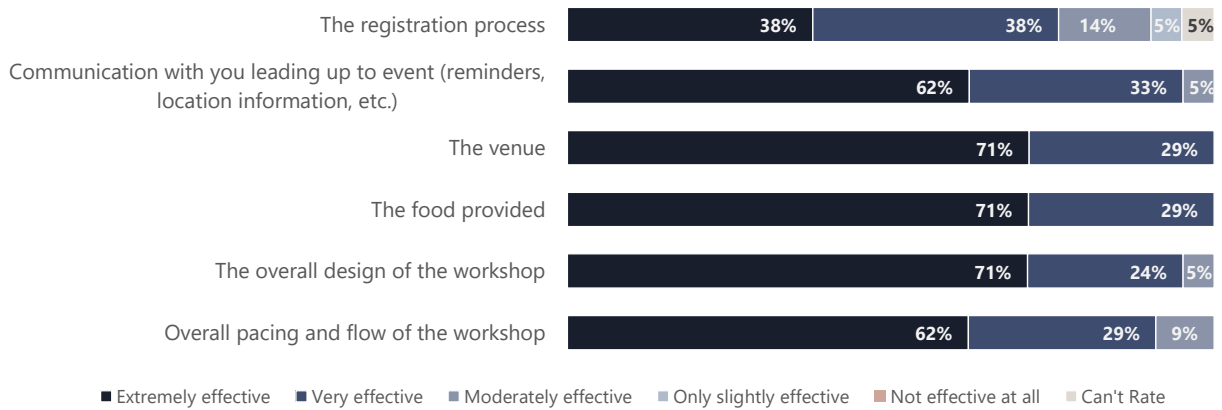 The registration process
38% 38% 14% 5% 5%
Communication with you leading up to event (reminders,
location information, etc.)
62% 33% 5%
The venue
71% 29%
The food provided
71% 29%
The overall design of the workshop
71% 24% 5%
Overall pacing and flow of the workshop
62% 29% 9%
Extremely effective Very effective Moderately effective Only slightly effective Not effective at all Can't Rate